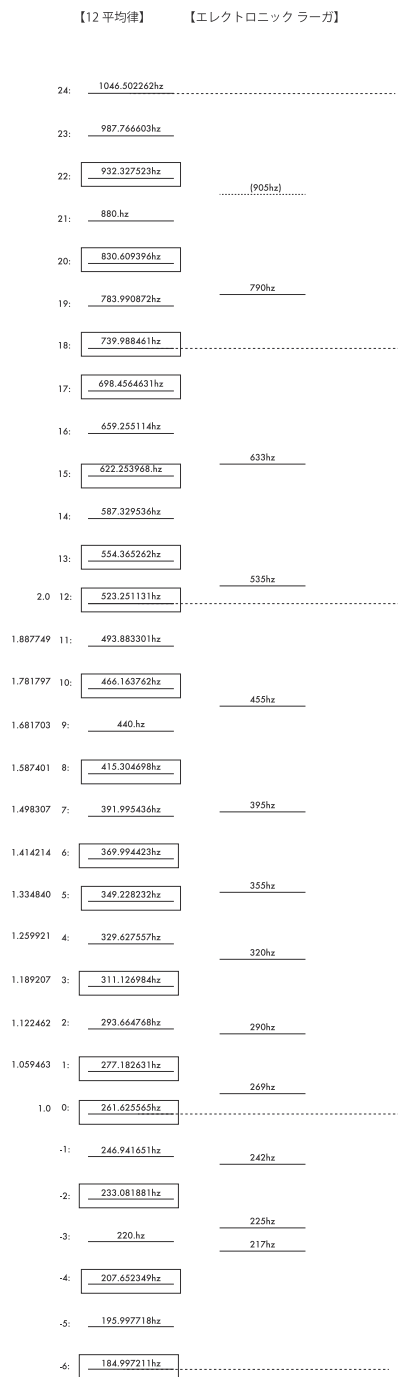 【12 平均律】 【エレクトロニック ラーガ】
24: 1046.502262hz
23: 987.766603hz
22: 932.327523hz
(905hz)
21: 880.hz
20: 830.609396hz
790hz
19: 783.990872hz
18: 739.988461hz
17: 698.4564631hz
16: 659.255114hz
633hz
15: 622.253968.hz
14: 587.329536hz
13: 554.365262hz
535hz
2.0 12: 523.251131hz
1.887749 11: 493.883301hz
1.781797 10: 466.163762hz
455hz
1.681703 9: 440.hz
1.587401 8: 415.304698hz
395hz
1.498307 7: 391.995436hz
1.414214 6: 369.994423hz
355hz
1.334840 5: 349.228232hz
1.259921 4: 329.627557hz
320hz
1.189207 3: 311.126984hz
1.122462 2: 293.664768hz
290hz
1.059463 1: 277.182631hz
269hz
1.0 0: 261.625565hz
-1: 246.941651hz
242hz
-2: 233.081881hz
225hz
-3: 220.hz
217hz
-4: 207.652349hz
-5: 195.997718hz
-6: 184.997211hz